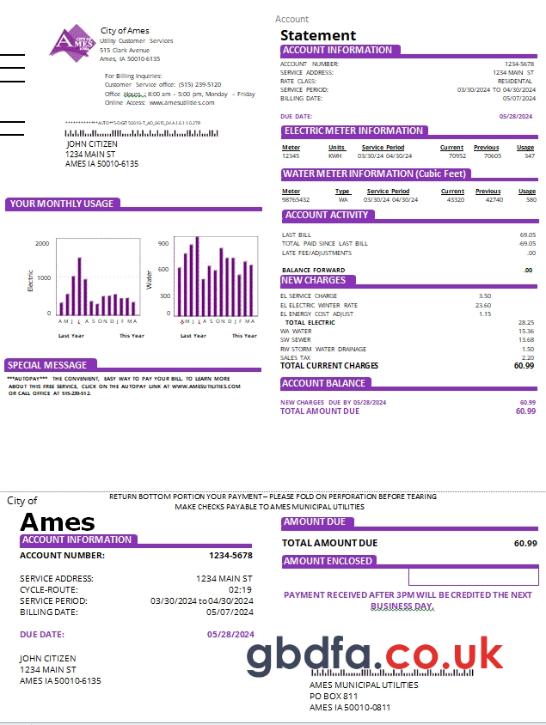 City of Ames
Utility Customer Services
515 Clark Avenue
Ames, IA 50010-6135
For Billing Inquiries:
Customer Service office: (515) 239-5120
Office Hours: 8:00 am - 5:00 pm, Monday - Friday
Online Access: www.amesutilities.com
JOHN CITIZEN
1234 MAIN ST
AMES IA 50010-6135
Account
Statement
ACCOUNT INFORMATION
ACCOUNT NUMBER: 1234-5678
SERVICE ADDRESS: 1234 MAIN ST
RATE CLASS: RESIDENTAL
SERVICE PERIOD: 03/30/2024 TO 04/30/2024
BILLING DATE: 05/07/2024
DUE DATE: 05/28/2024
ELECTRIC METER INFORMATION
Meter Units Service Period Current Previous Usage
12345 KWH 03/30/24 04/30/24 70952 70605 347
WATER METER INFORMATION (Cubic Feet)
Meter Type Service Period Current Previous Usage
98765432 WA 03/30/24 04/30/24 43320 42740 580
ACCOUNT ACTIVITY
LAST BILL 69.05
TOTAL PAID SINCE LAST BILL -69.05
LATE FEE/ADJUSTMENTS .00
BALANCE FORWARD .00
NEW CHARGES
EL SERVICE CHARGE 3.50
EL ELECTRIC WINTER RATE 23.60
EL ENERGY COST ADJUST 1.15
TOTAL ELECTRIC 28.25
WA WATER 15.36
SW SEWER 13.68
RW STORM WATER DRAINAGE 1.50
SALES TAX 2.20
TOTAL CURRENT CHARGES 60.99
ACCOUNT BALANCE
NEW CHARGES DUE BY 05/28/2024 60.99
TOTAL AMOUNT DUE 60.99
YOUR MONTHLY USAGE
Electric
2000
1000
0
A M J L A S O N D J F M A
Last Year This Year
Water
900
600
300
0
A M J L A S O N D J F M A
Last Year This Year
SPECIAL MESSAGE
***AUTOPAY*** THE CONVENIENT, EASY WAY TO PAY YOUR BILL. TO LEARN MORE
ABOUT THIS FREE SERVICE, CLICK ON THE AUTOPAY LINK AT WWW.AMESUTILITIES.COM
OR CALL OFFICE AT
RETURN BOTTOM PORTION YOUR PAYMENT – PLEASE FOLD ON PERFORATION BEFORE TEARING
MAKE CHECKS PAYABLE TO AMES MUNICIPAL UTILITIES
City of
Ames
ACCOUNT INFORMATION
ACCOUNT NUMBER: 1234-5678
SERVICE ADDRESS: 1234 MAIN ST
CYCLE-ROUTE: 02:19
SERVICE PERIOD: 03/30/2024 to 04/30/2024
BILLING DATE: 05/07/2024
DUE DATE: 05/28/2024
JOHN CITIZEN
1234 MAIN ST
AMES IA 50010-6135
AMOUNT DUE
TOTAL AMOUNT DUE 60.99
AMOUNT ENCLOSED
PAYMENT RECEIVED AFTER 3PM WILL BE CREDITED THE NEXT
BUSINESS DAY.
gbdfa.co.uk
AMES MUNICIPAL UTILITIES
PO BOX 811
AMES IA 50010-0811